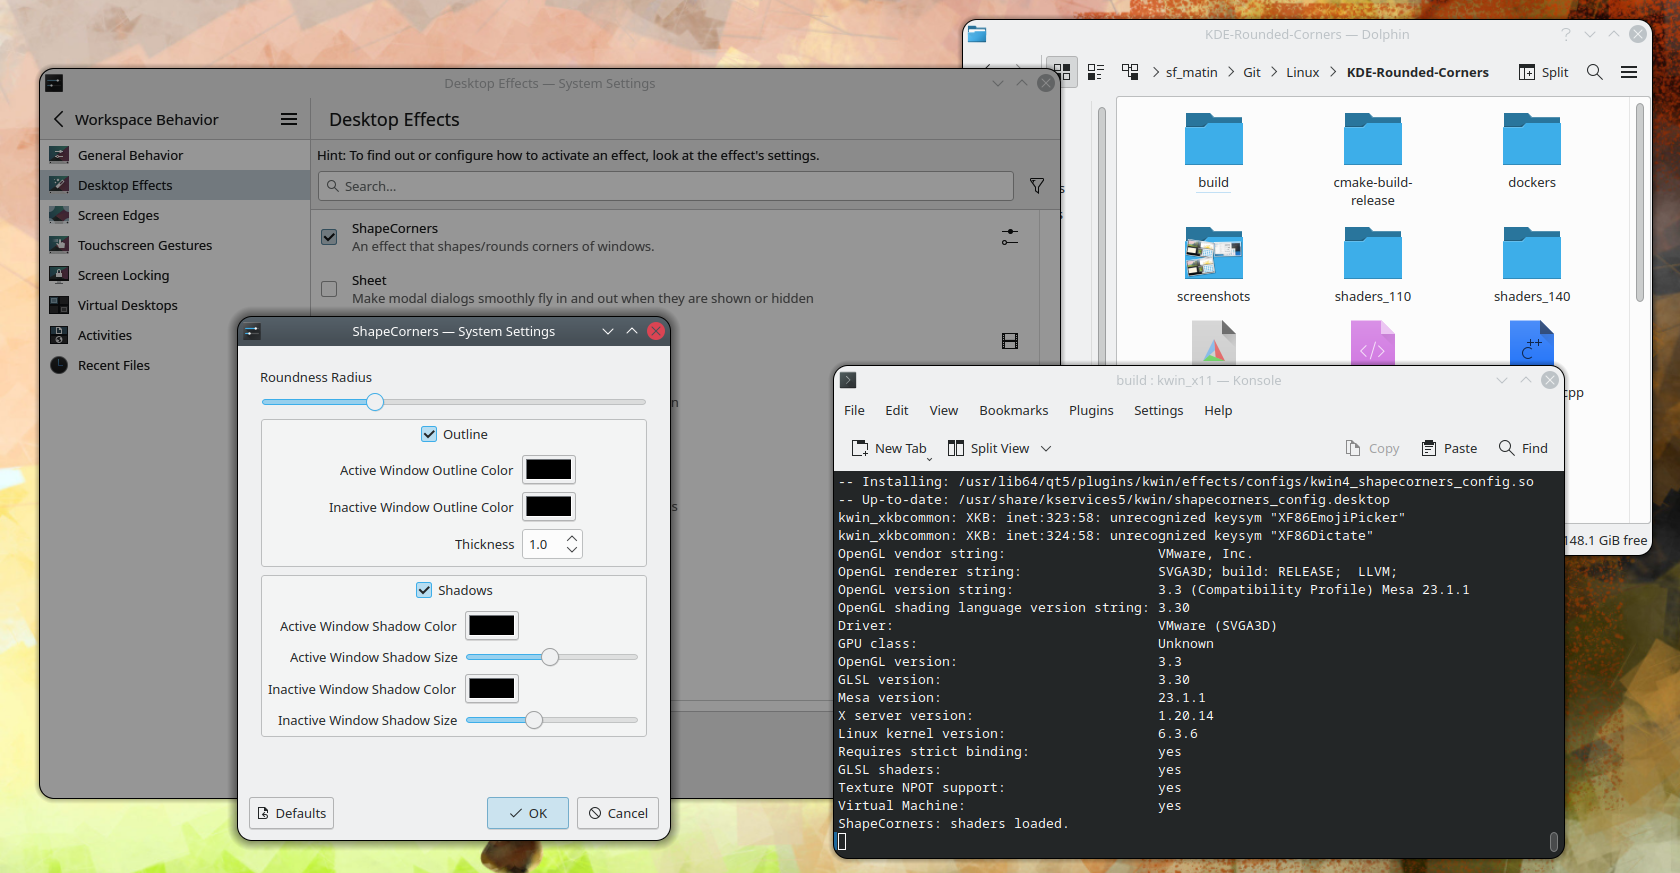 KDE-Rounded-Corners — Dolphin
sf_matin
Git
Linux
KDE-Rounded-Corners
Split
build
cmake-build-
release
dockers
screenshots
shaders_110
shaders_140
C++
cpp
148.1 GiB free
Desktop Effects — System Settings
Workspace Behavior
General Behavior
Desktop Effects
Screen Edges
Touchscreen Gestures
Screen Locking
Virtual Desktops
Activities
Recent Files
Desktop Effects
Hint: To find out or configure how to activate an effect, look at the effect's settings.
Search...
ShapeCorners
An effect that shapes/rounds corners of windows.
Sheet
Make modal dialogs smoothly fly in and out when they are shown or hidden
ShapeCorners — System Settings
Roundness Radius
Outline
Active Window Outline Color
Inactive Window Outline Color
Thickness 1.0
Shadows
Active Window Shadow Color
Active Window Shadow Size
Inactive Window Shadow Color
Inactive Window Shadow Size
Defaults
OK
Cancel
build : kwin_x11 — Konsole
File Edit View Bookmarks Plugins Settings Help
New Tab Split View Copy Paste Find
-- Installing: /usr/lib64/qt5/plugins/kwin/effects/configs/kwin4_shapecorners_config.so
-- Up-to-date: /usr/share/kservices5/kwin/shapecorners_config.desktop
kwin_xkbcommon: XKB: inet:323:58: unrecognized keysym "XF86EmojiPicker"
kwin_xkbcommon: XKB: inet:324:58: unrecognized keysym "XF86Dictate"
OpenGL vendor string: VMware, Inc.
OpenGL renderer string: SVGA3D; build: RELEASE;  LLVM;
OpenGL version string: 3.3 (Compatibility Profile) Mesa 23.1.1
OpenGL shading language version string: 3.30
Driver: VMware (SVGA3D)
GPU class: Unknown
OpenGL version: 3.3
GLSL version: 3.30
Mesa version: 23.1.1
X server version: 1.20.14
Linux kernel version: 6.3.6
Requires strict binding: yes
GLSL shaders: yes
Texture NPOT support: yes
Virtual Machine: yes
ShapeCorners: shaders loaded.